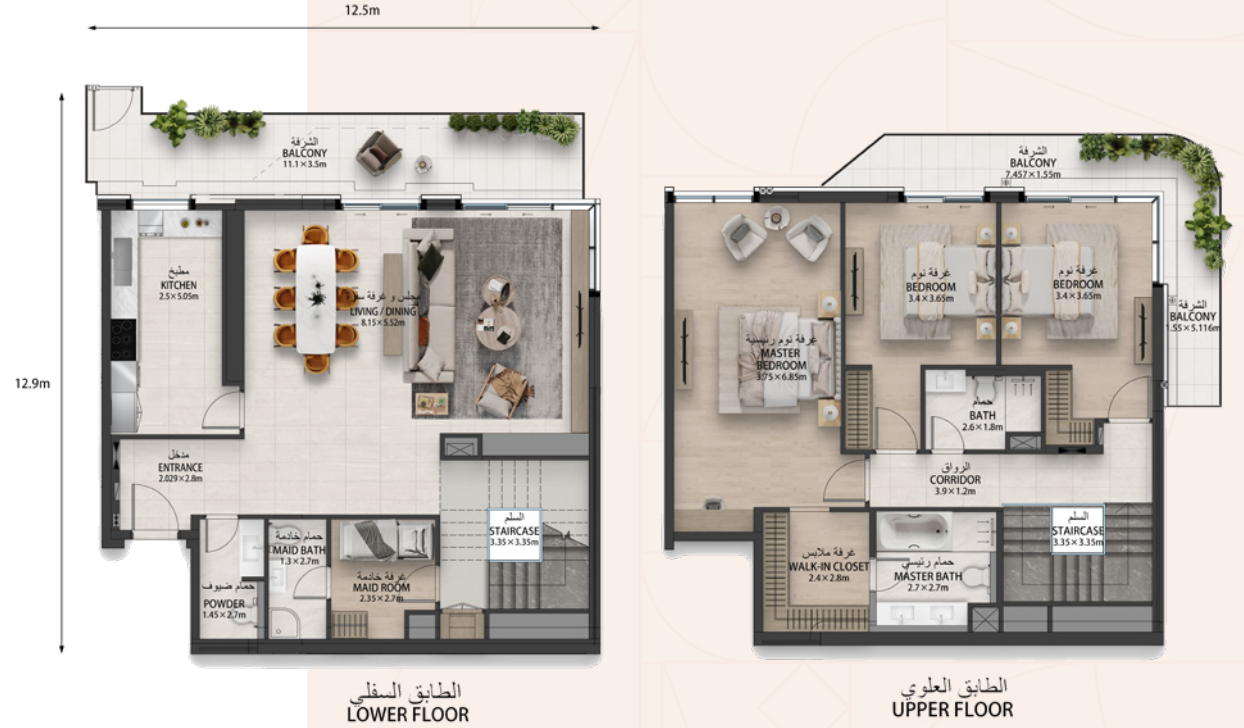 12.5m
12.9m
الشرفة
BALCONY
11.1×3.5m
مطبخ
KITCHEN
2.5×5.05m
مجلس و غرفة سفرة
LIVING / DINING
8.15×5.52m
مدخل
ENTRANCE
2.029×2.8m
حمام ضيوف
POWDER
1.45×2.7m
حمام خادمة
MAID BATH
1.3×2.7m
غرفة خادمة
MAID ROOM
2.35×2.7m
السلم
STAIRCASE
3.35×3.35m
الطابق السفلي
LOWER FLOOR
الشرفة
BALCONY
7.457×1.55m
غرفة نوم رئيسية
MASTER
BEDROOM
3.75×6.85m
غرفة نوم
BEDROOM
3.4×3.65m
غرفة نوم
BEDROOM
3.4×3.65m
الشرفة
BALCONY
1.55×5.116m
حمام
BATH
2.6×1.8m
الرواق
CORRIDOR
3.9×1.2m
غرفة ملابس
WALK-IN CLOSET
2.4×2.8m
حمام رئيسي
MASTER BATH
2.7×2.7m
السلم
STAIRCASE
3.35×3.35m
الطابق العلوي
UPPER FLOOR